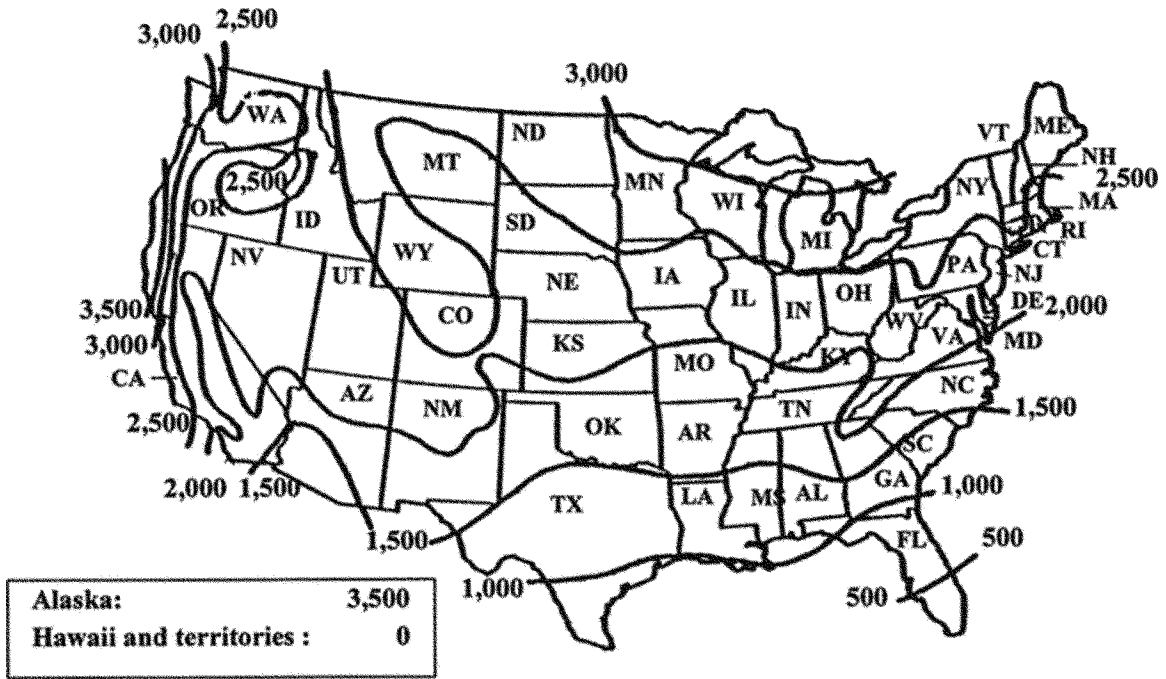 2,500
3,000
3,000
WA
ND
VT
ME
MT
NH
MN
2,500
2,500
WI
NY
MA
OR
ID
SD
RI
MI
CT
NV
WY
PA
UT
IA
NJ
NE
OH
IL
IN
DE
2,000
3,500
CO
WV
VA
3,000
KS
KY
MD
MO
CA
AZ
NC
NM
TN
1,500
2,500
OK
AR
SC
2,000
1,500
GA
LA
MS
AL
1,000
TX
1,500
FL
500
1,000
500
Alaska: 3,500
Hawaii and territories : 0